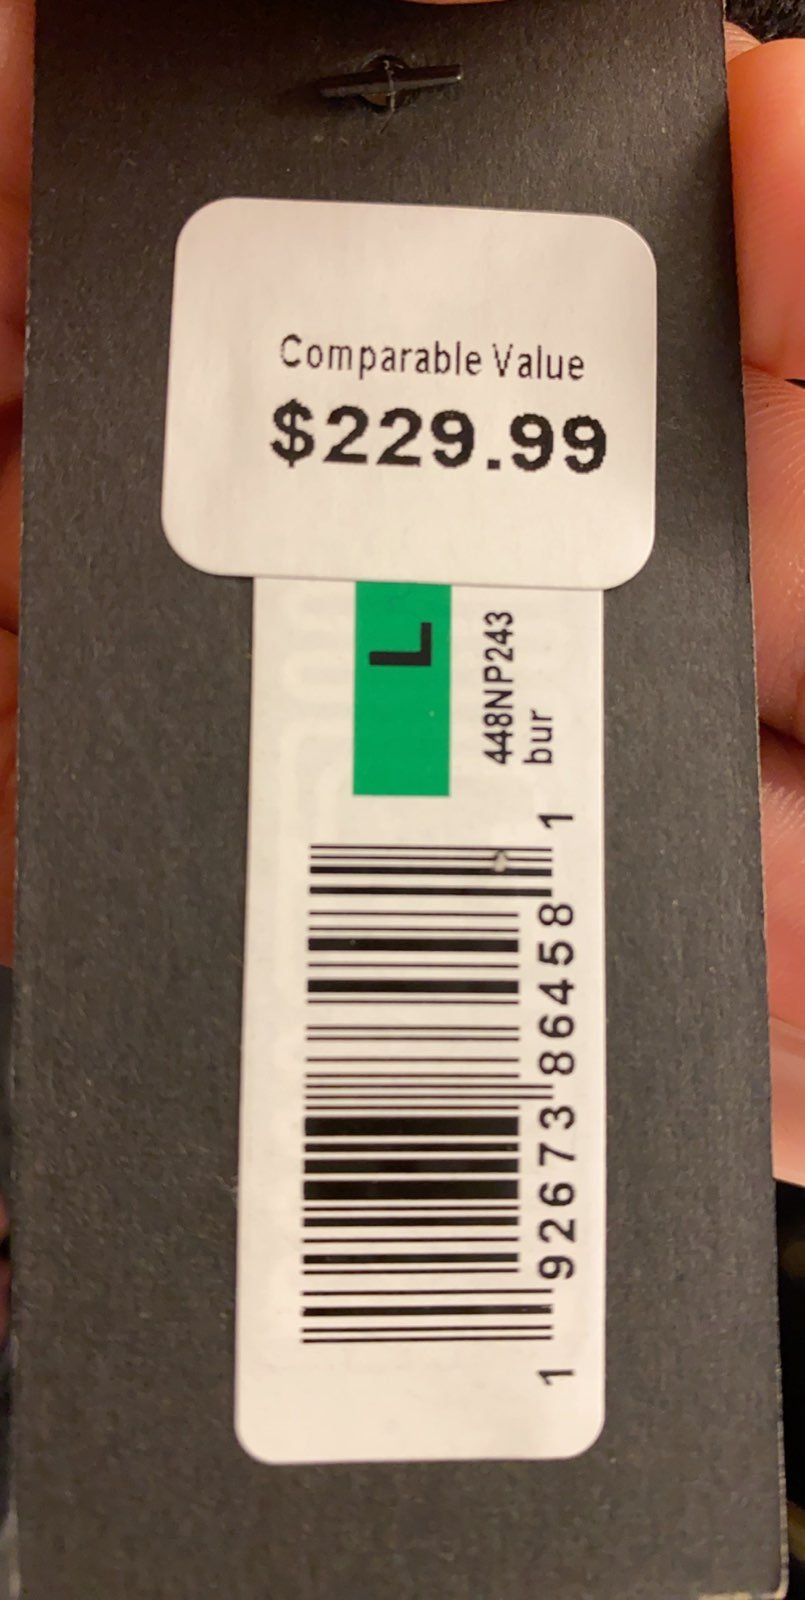 Comparable Value
$229.99
L
448NP243
bur
1 92673 86458 1